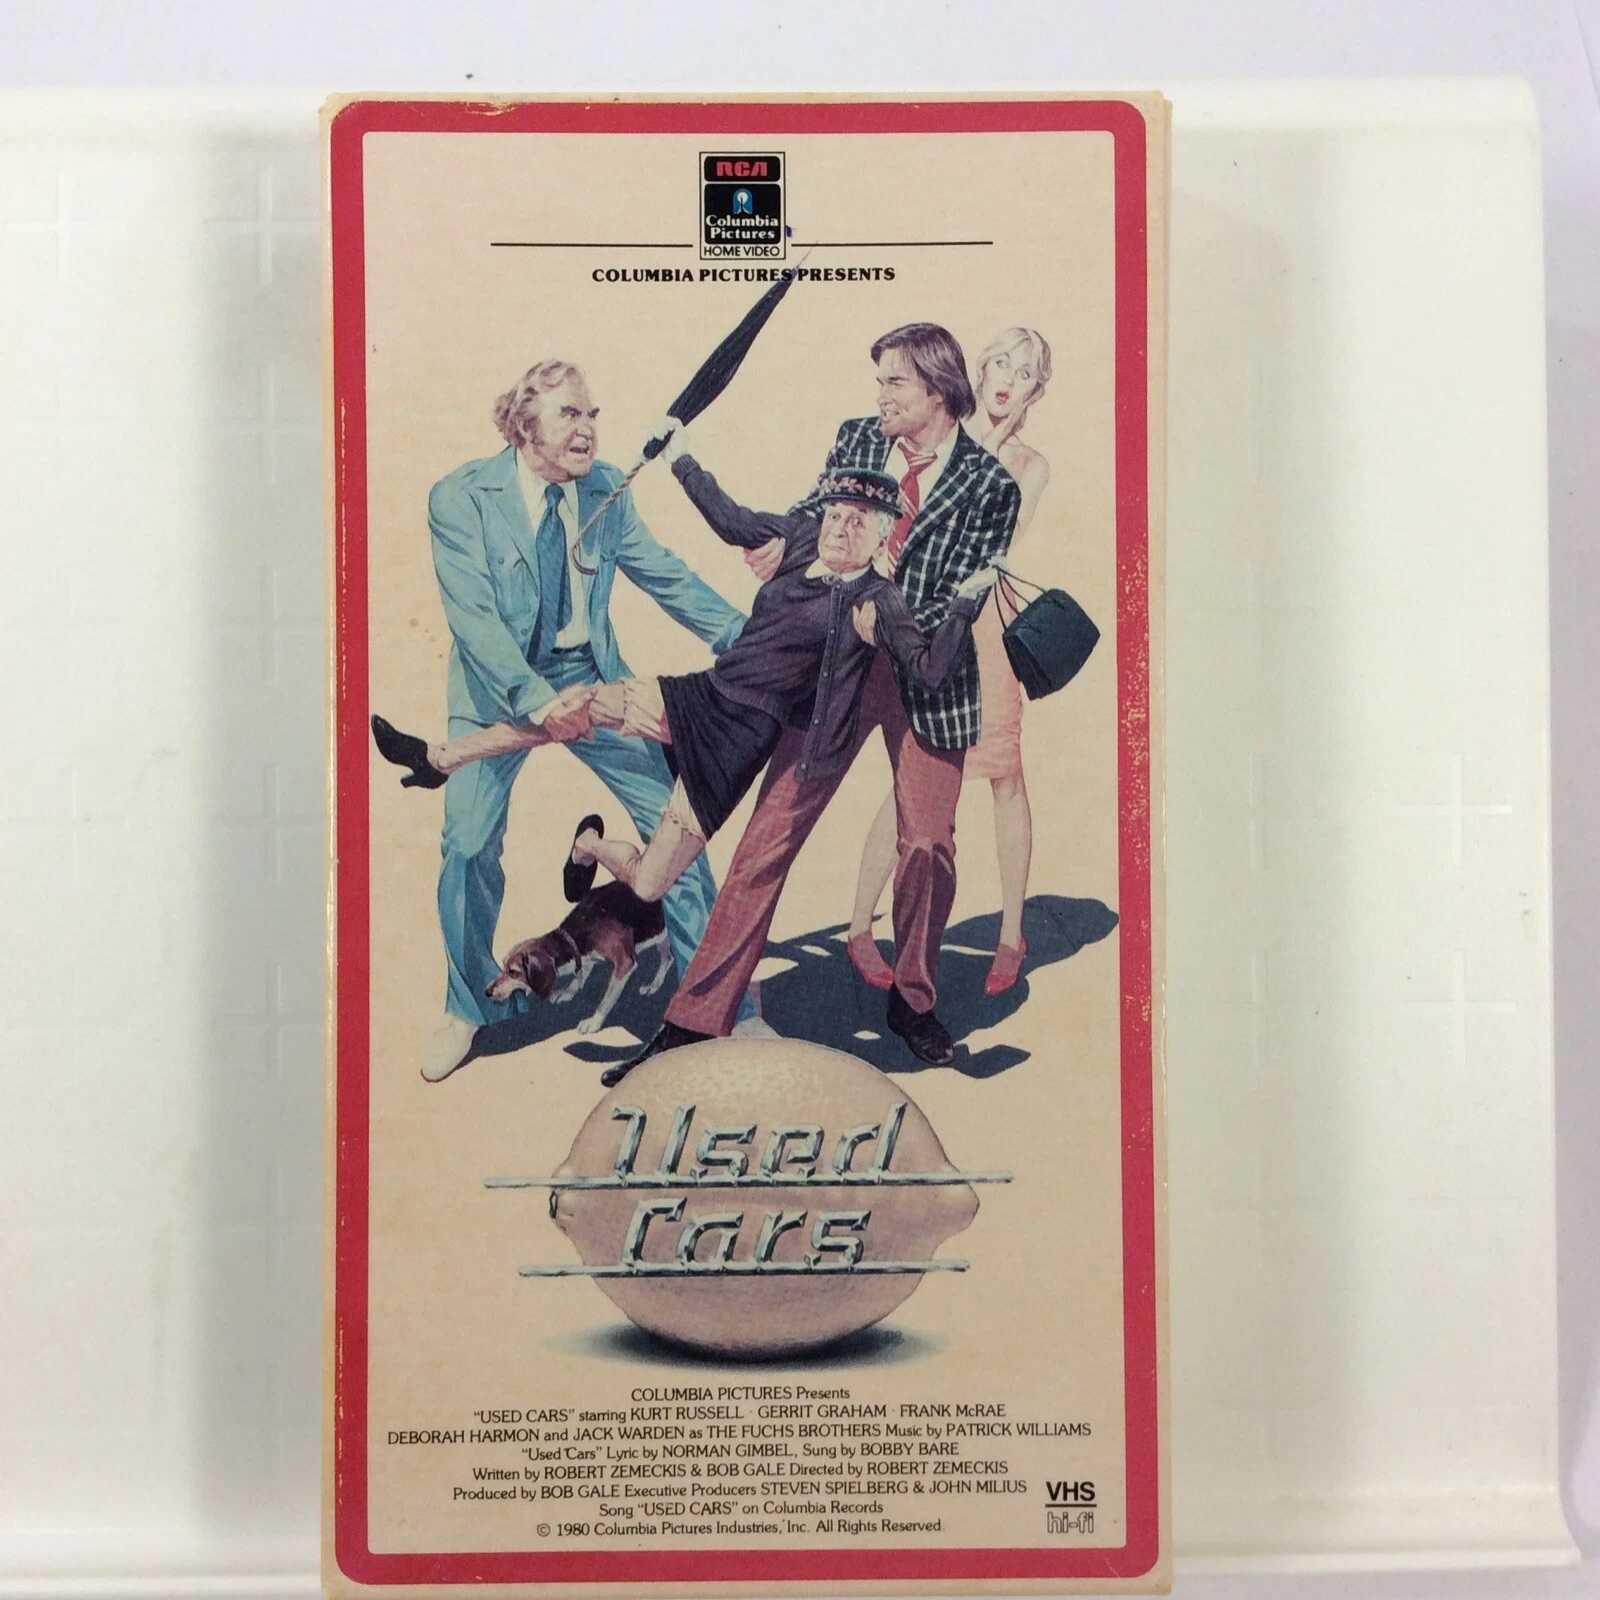 RCA
Columbia
Pictures
HOME VIDEO
COLUMBIA PICTURES PRESENTS
Used
Cars
COLUMBIA PICTURES Presents
"USED CARS" starring KURT RUSSELL · GERRIT GRAHAM · FRANK McRAE
DEBORAH HARMON and JACK WARDEN as THE FUCHS BROTHERS Music by PATRICK WILLIAMS
"Used Cars" Lyric by NORMAN GIMBEL, Sung by BOBBY BARE
Written by ROBERT ZEMECKIS & BOB GALE Directed by ROBERT ZEMECKIS
Produced by BOB GALE Executive Producers STEVEN SPIELBERG & JOHN MILIUS
Song "USED CARS" on Columbia Records
© 1980 Columbia Pictures Industries, Inc. All Rights Reserved.
VHS
hi-fi